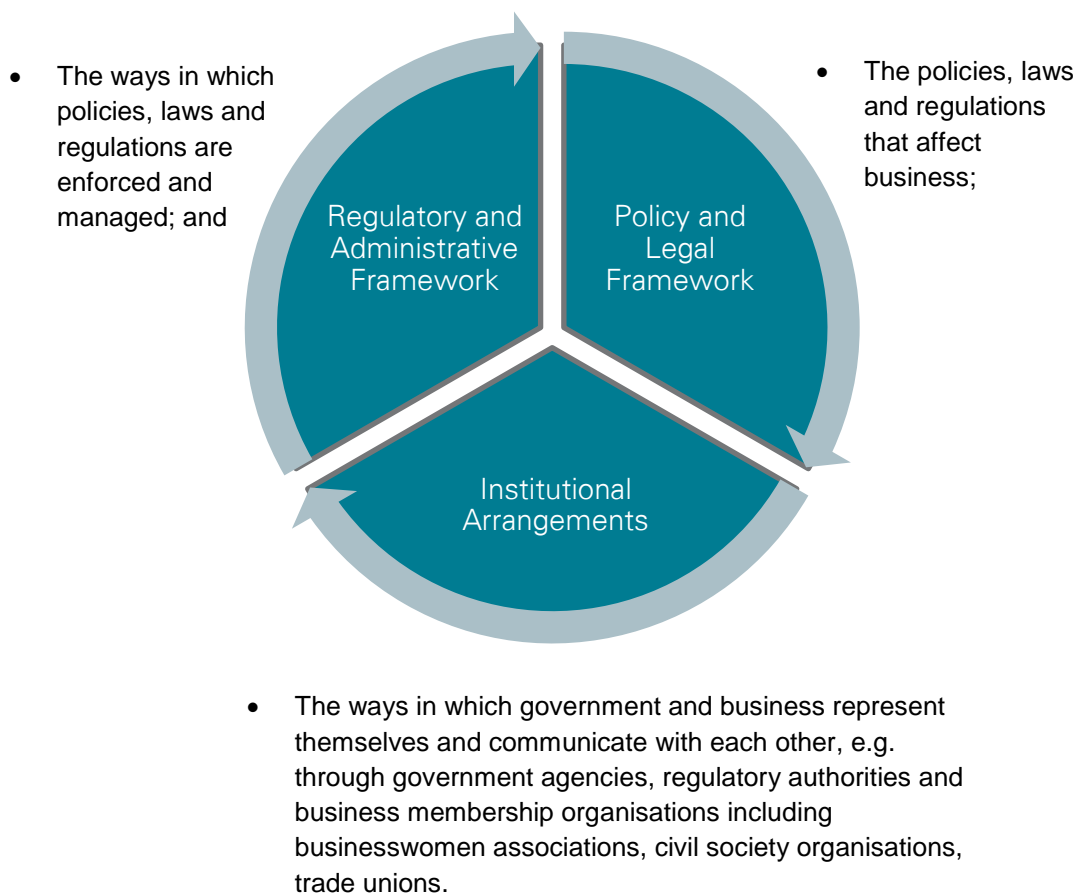 • The ways in which
policies, laws and
regulations are
enforced and
managed; and
• The policies, laws
and regulations
that affect
business;
Regulatory and
Administrative
Framework
Policy and
Legal
Framework
Institutional
Arrangements
• The ways in which government and business represent
themselves and communicate with each other, e.g.
through government agencies, regulatory authorities and
business membership organisations including
businesswomen associations, civil society organisations,
trade unions.